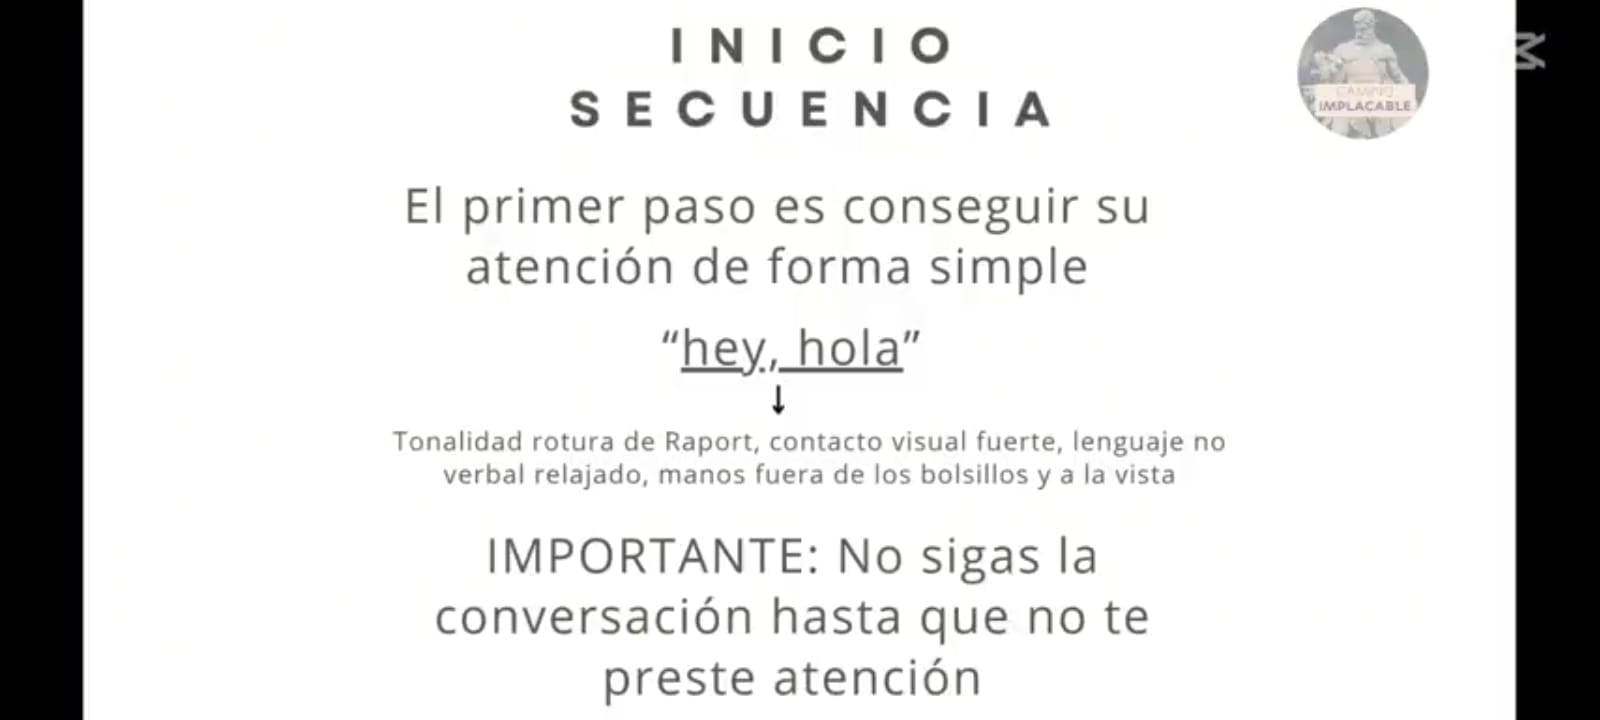 INICIO
SECUENCIA
CAMINO
IMPLACABLE
El primer paso es conseguir su
atención de forma simple
“hey, hola”
↓
Tonalidad rotura de Raport, contacto visual fuerte, lenguaje no
verbal relajado, manos fuera de los bolsillos y a la vista
IMPORTANTE: No sigas la
conversación hasta que no te
preste atención